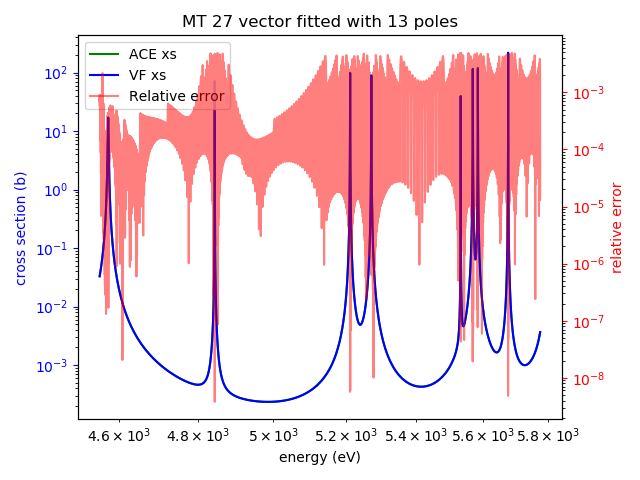 MT 27 vector fitted with 13 poles
ACE xs
VF xs
Relative error
10²
10¹
10⁰
10⁻¹
10⁻²
10⁻³
cross section (b)
10⁻³
10⁻⁴
10⁻⁵
10⁻⁶
10⁻⁷
10⁻⁸
relative error
4.6 × 10³ 4.8 × 10³ 5 × 10³ 5.2 × 10³ 5.4 × 10³ 5.6 × 10³ 5.8 × 10³
energy (eV)